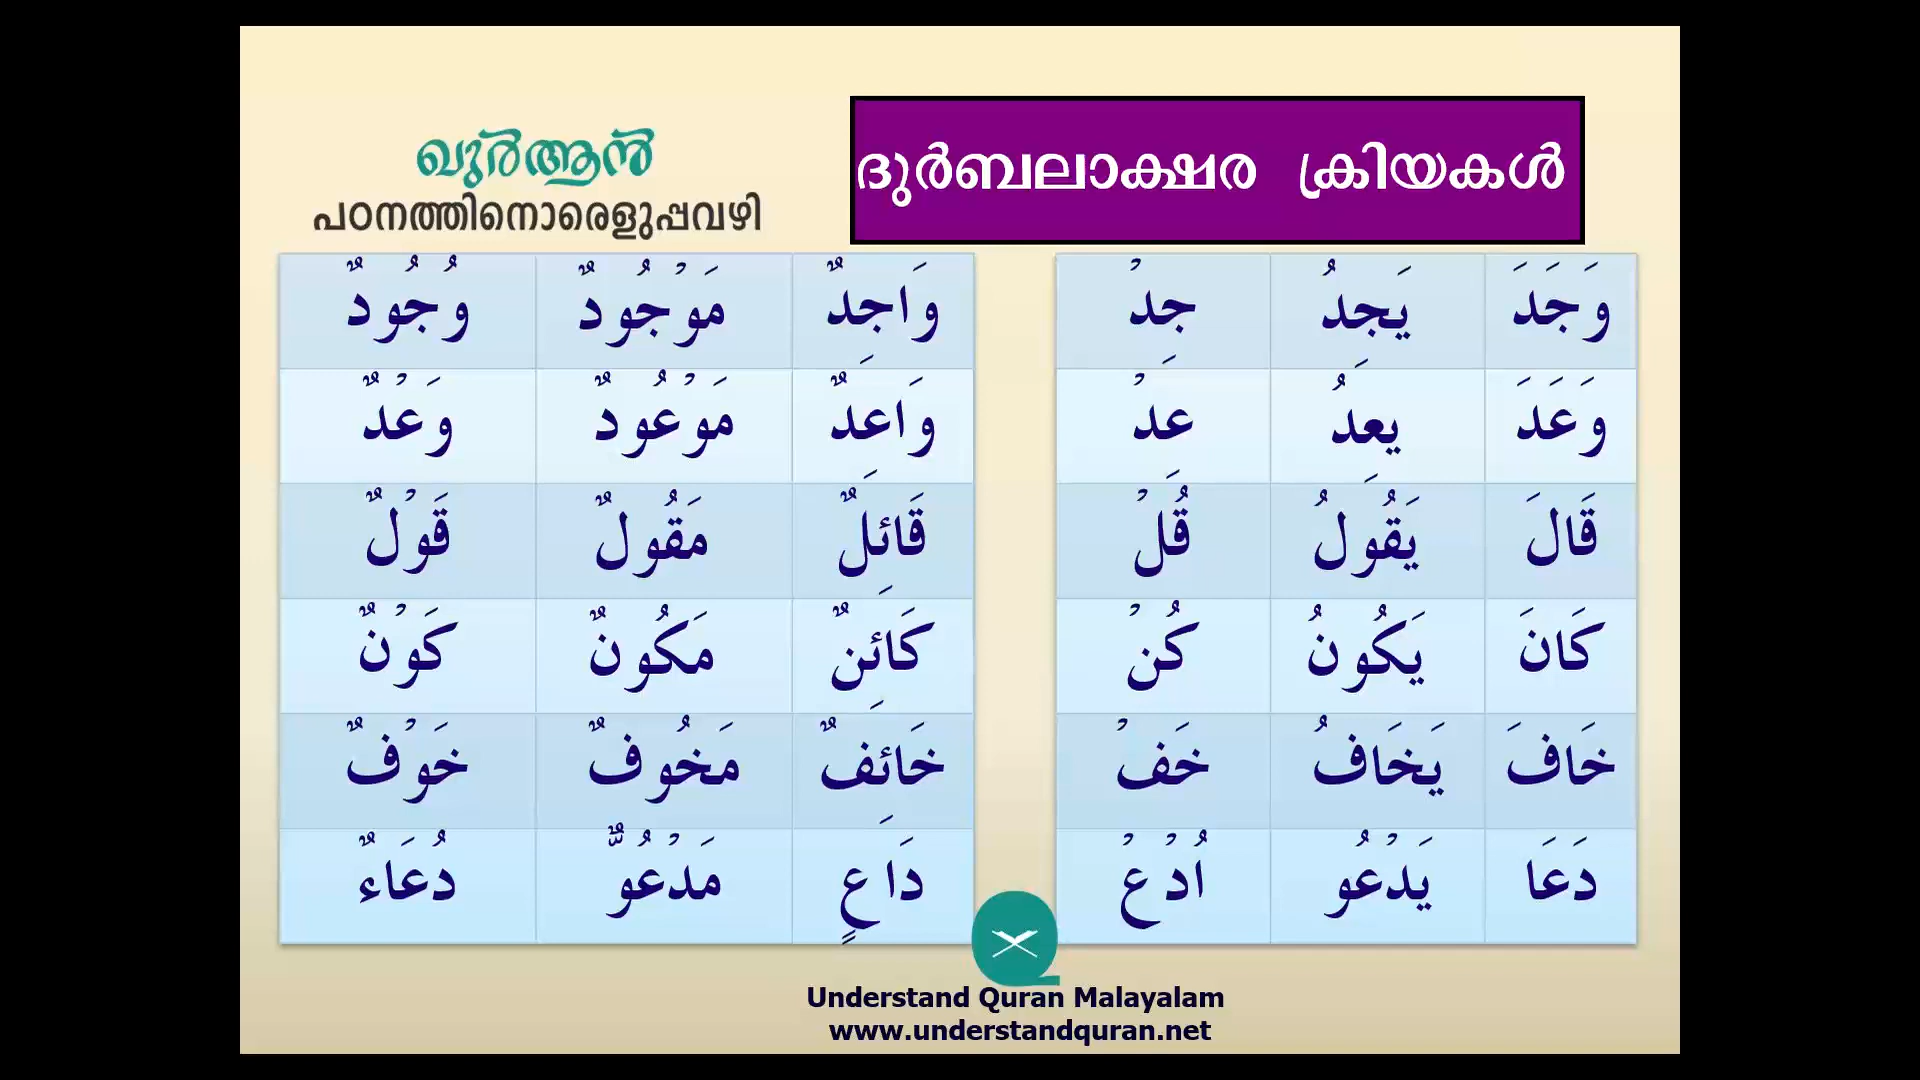 ഖുർആൻ
പഠനത്തിനൊരെളുപ്പവഴി
ദുർബലാക്ഷര ക്രിയകൾ
وَجَدَ يَجِدُ جِدْ وَاجِدٌ مَوْجُودٌ وُجُودٌ
وَعَدَ يعِدُ عِدْ وَاعِدٌ مَوْعُودٌ وَعْدٌ
قَالَ يَقُولُ قُلْ قَائِلٌ مَقُولٌ قَوْلٌ
كَانَ يَكُونُ كُنْ كَائِنٌ مَكُونٌ كَوْنٌ
خَافَ يَخَافُ خَفْ خَائِفٌ مَخُوفٌ خَوْفٌ
دَعَا يَدْعُو اُدْعُ دَاعٍ مَدْعُوٌّ دُعَاءٌ
Understand Quran Malayalam
www.understandquran.net